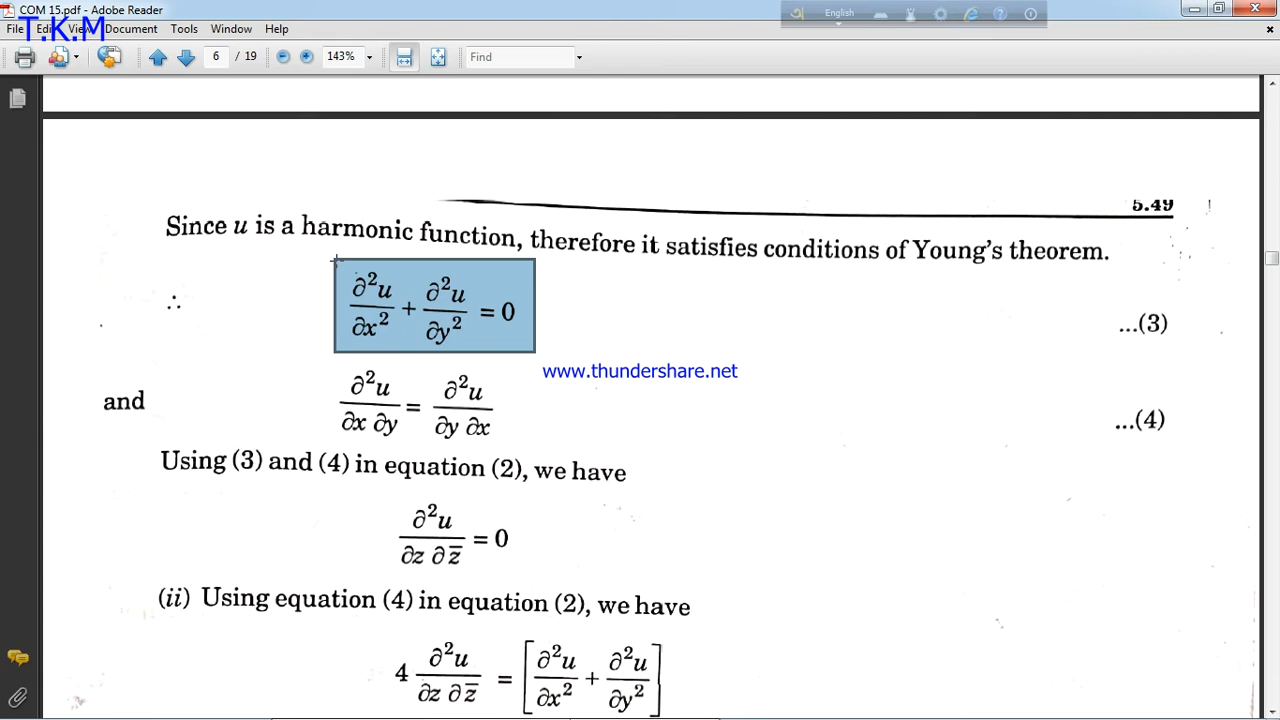 COM 15.pdf - Adobe Reader
English
T.K.M
File Edit View Document Tools Window Help
6 / 19 143% Find
5.49
Since u is a harmonic function, therefore it satisfies conditions of Young's theorem.
∴ ∂²u/∂x² + ∂²u/∂y² = 0 ...(3)
www.thundershare.net
and ∂²u/∂x ∂y = ∂²u/∂y ∂x ...(4)
Using (3) and (4) in equation (2), we have
∂²u/∂z ∂z̅ = 0
(ii) Using equation (4) in equation (2), we have
4 ∂²u/∂z ∂z̅ = [∂²u/∂x² + ∂²u/∂y²]